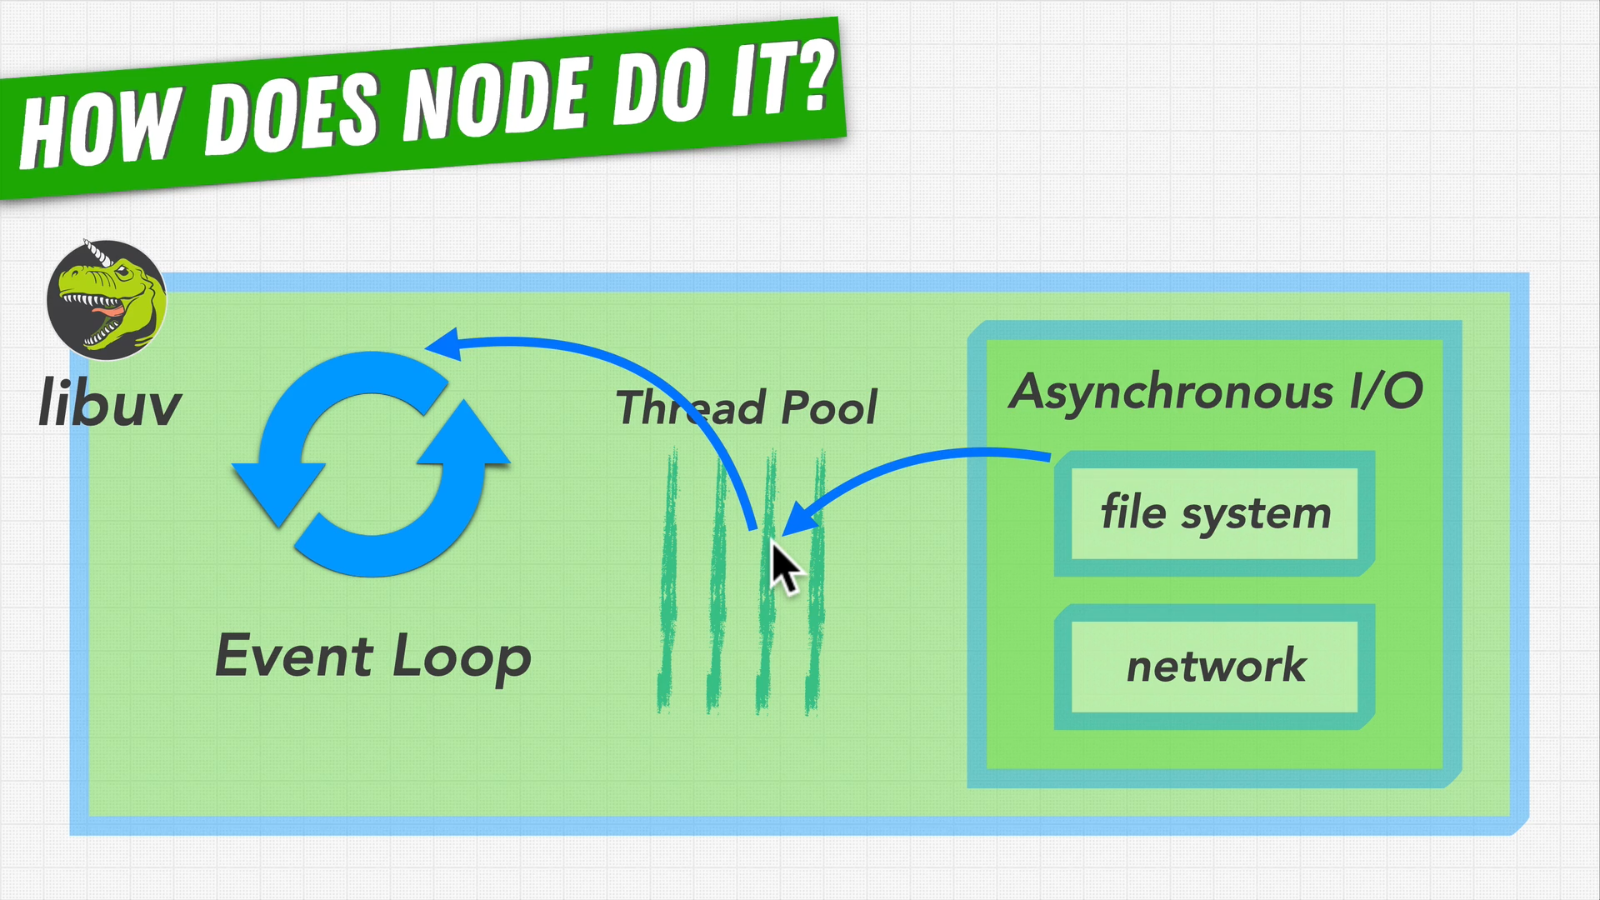 HOW DOES NODE DO IT?
libuv
Event Loop
Thread Pool
Asynchronous I/O
file system
network